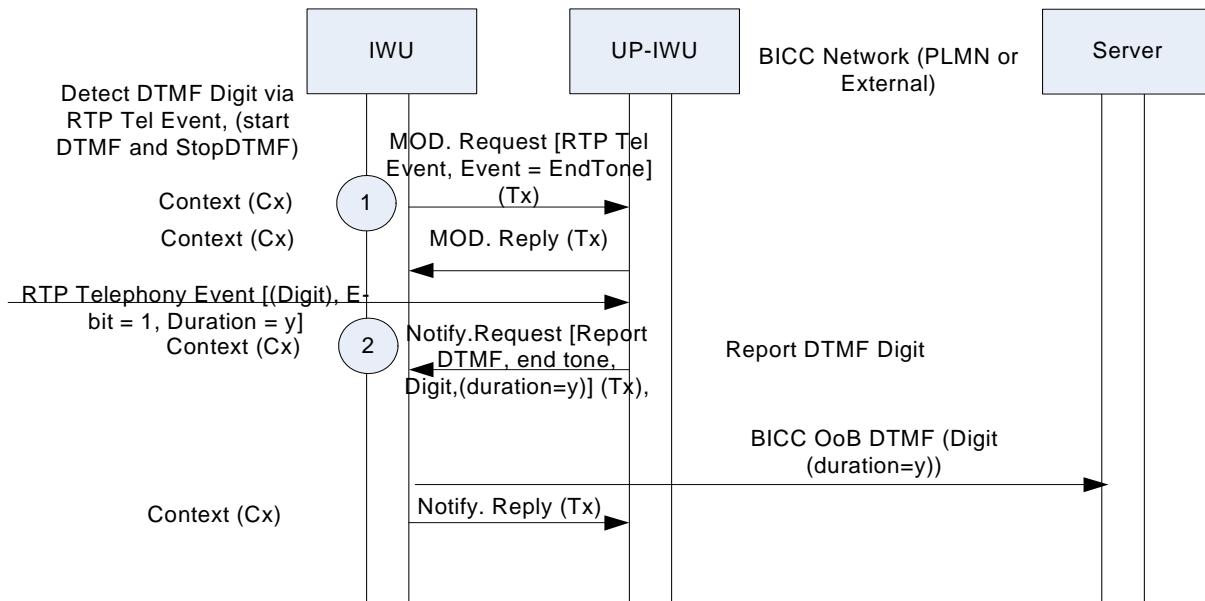 IWU
UP-IWU
BICC Network (PLMN or
External)
Server
Detect DTMF Digit via
RTP Tel Event, (start
DTMF and StopDTMF)
MOD. Request [RTP Tel
Event, Event = EndTone]
(Tx)
Context (Cx)
1
Context (Cx)
MOD. Reply (Tx)
RTP Telephony Event [(Digit), E-
bit = 1, Duration = y]
Context (Cx)
2
Notify.Request [Report
DTMF, end tone,
Digit,(duration=y)] (Tx),
Report DTMF Digit
BICC OoB DTMF (Digit
(duration=y))
Context (Cx)
Notify. Reply (Tx)